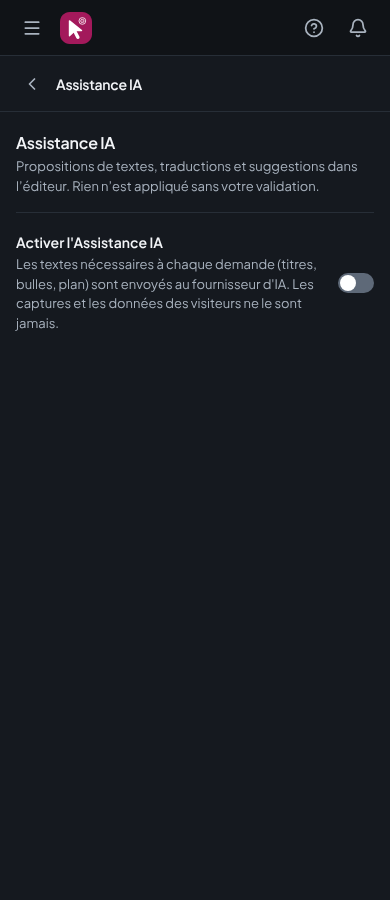 Assistance IA
Assistance IA
Propositions de textes, traductions et suggestions dans
l'éditeur. Rien n'est appliqué sans votre validation.
Activer l'Assistance IA
Les textes nécessaires à chaque demande (titres,
bulles, plan) sont envoyés au fournisseur d'IA. Les
captures et les données des visiteurs ne le sont
jamais.